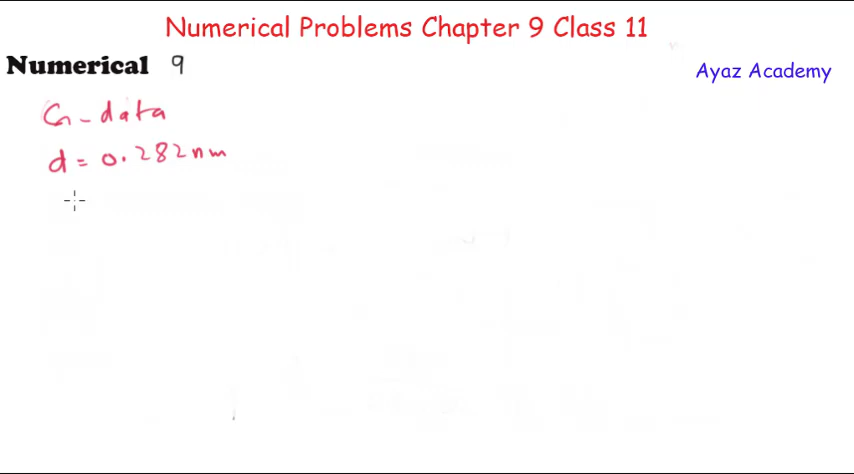 Numerical Problems Chapter 9 Class 11
Numerical 9
Ayaz Academy
G - data
d = 0.282nm